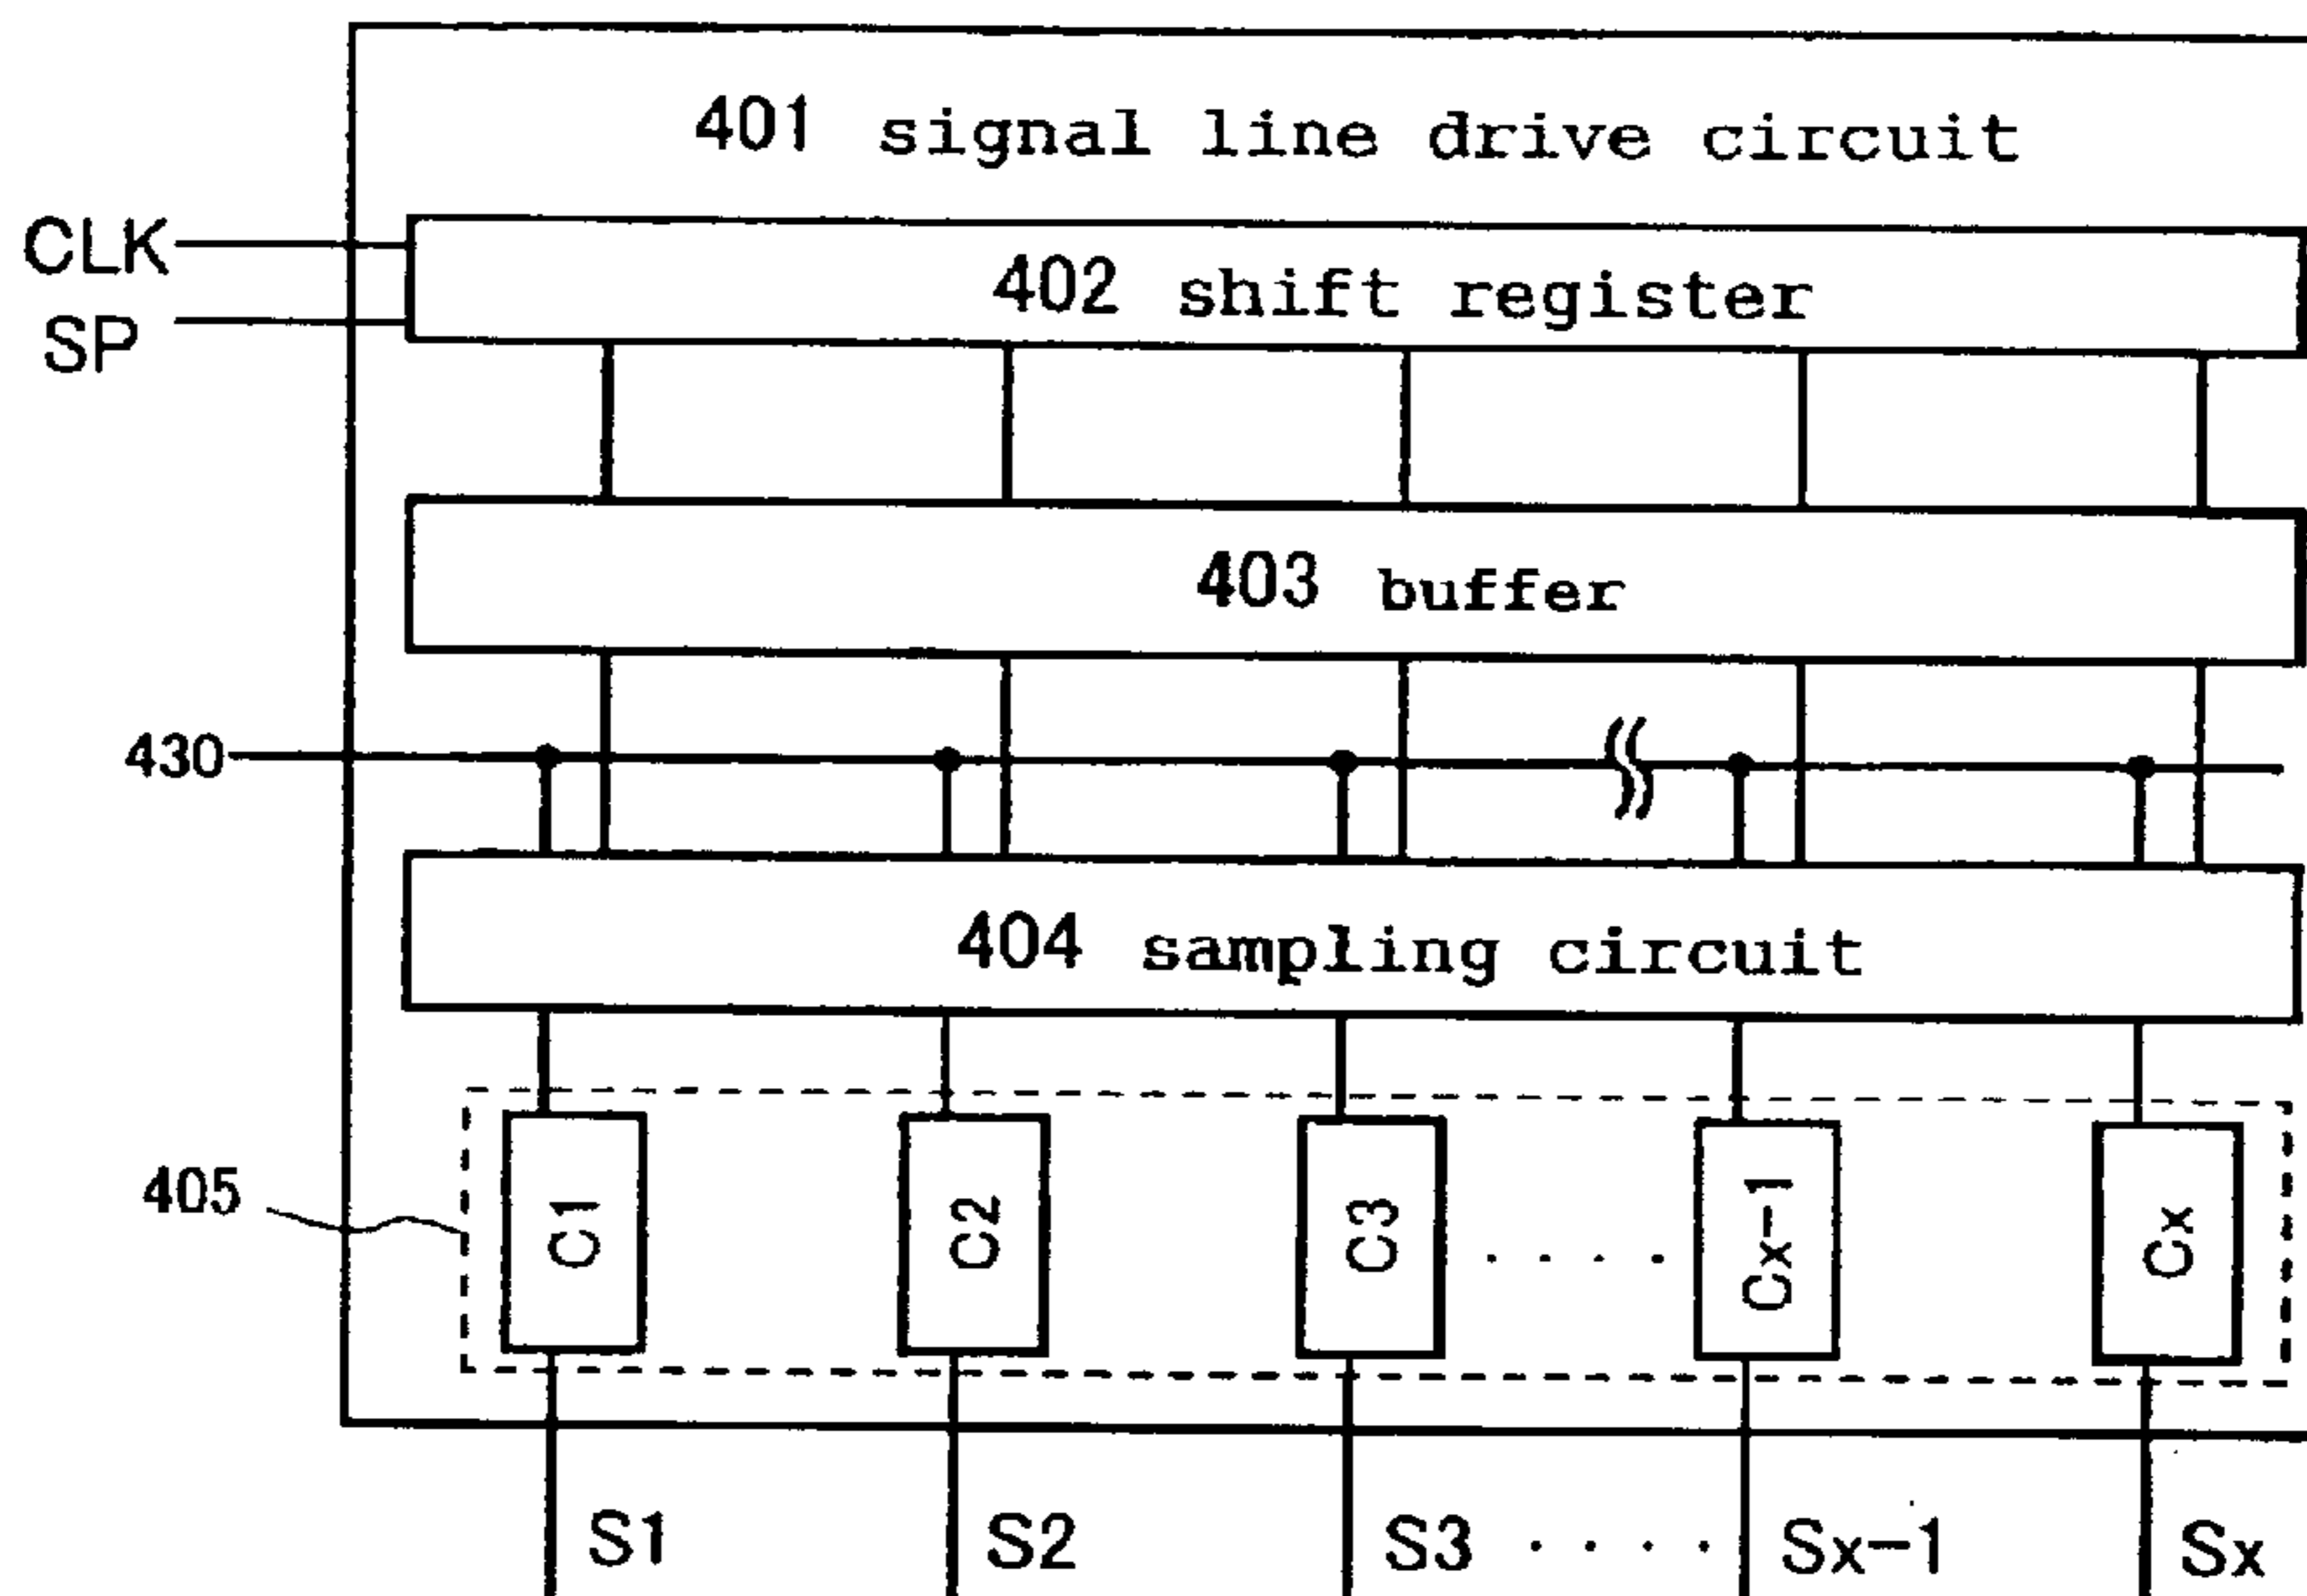 401 signal line drive circuit
CLK
402 shift register
SP
403 buffer
430
404 sampling circuit
405
C1
C2
C3
. . . .
Cx-1
Cx
S1
S2
S3 . . . .
Sx-1
Sx